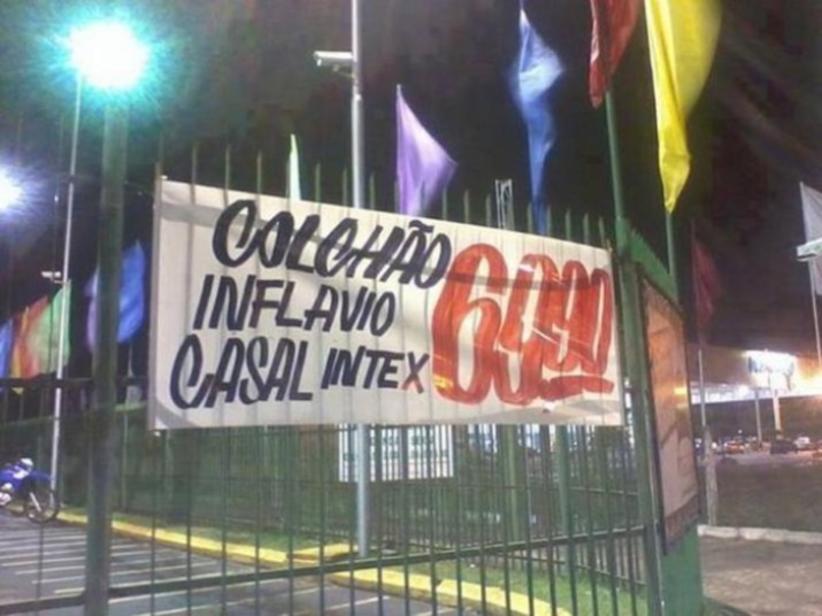 COLCHÃO
INFLAVIO
CASAL INTEX
69,90